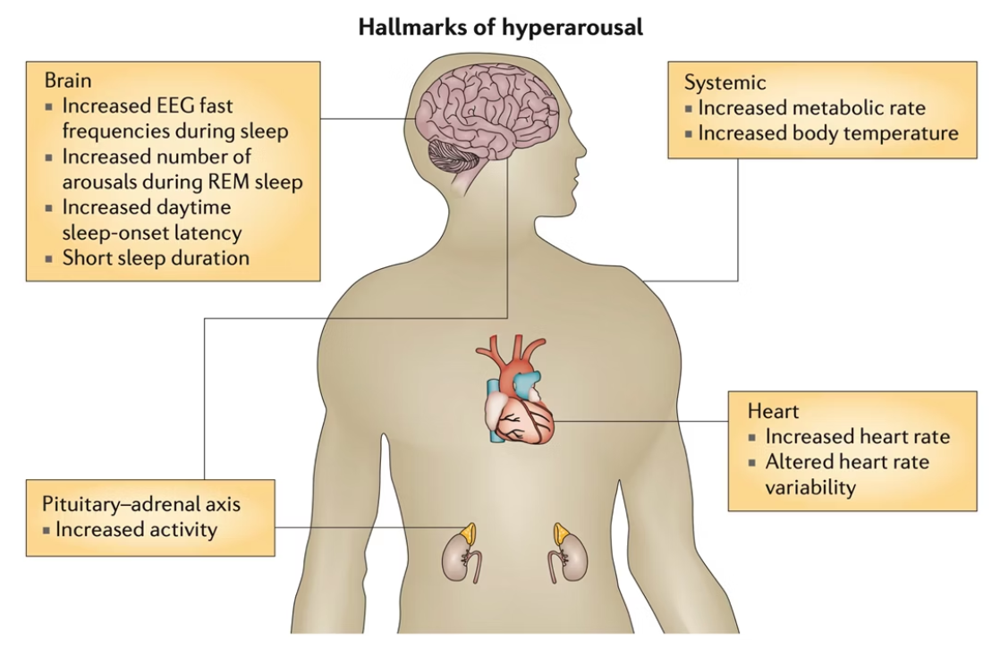 Hallmarks of hyperarousal
Brain
▪ Increased EEG fast
frequencies during sleep
▪ Increased number of
arousals during REM sleep
▪ Increased daytime
sleep-onset latency
▪ Short sleep duration
Systemic
▪ Increased metabolic rate
▪ Increased body temperature
Heart
▪ Increased heart rate
▪ Altered heart rate
variability
Pituitary–adrenal axis
▪ Increased activity